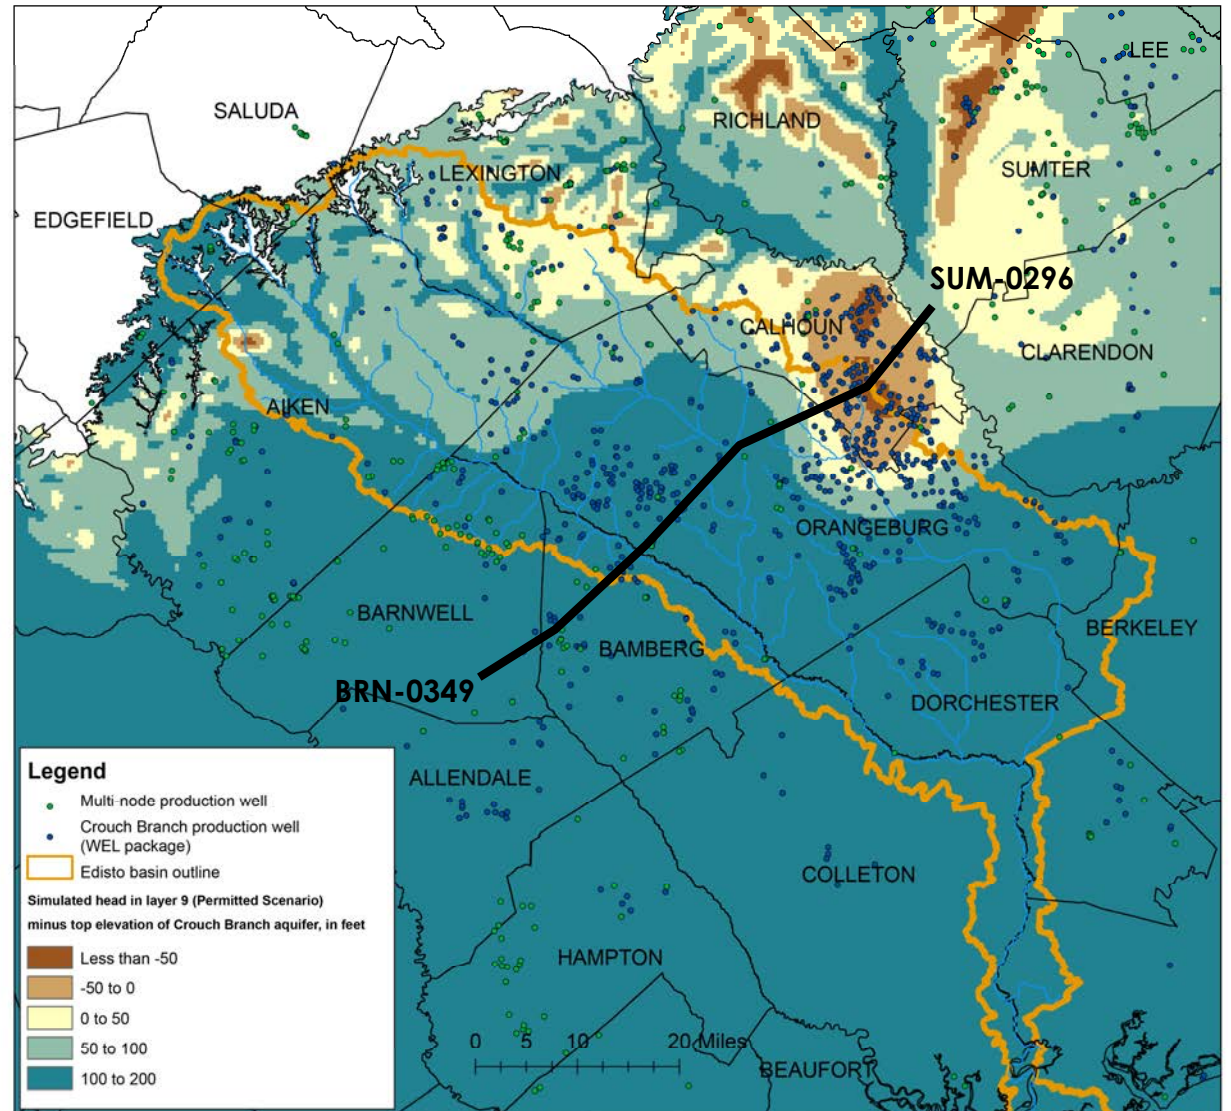 LEE
SALUDA
RICHLAND
LEXINGTON
SUMTER
EDGEFIELD
SUM-0296
CALHOUN
CLARENDON
AIKEN
ORANGEBURG
BARNWELL
BERKELEY
BAMBERG
BRN-0349
DORCHESTER
ALLENDALE
COLLETON
HAMPTON
BEAUFORT
0 5 10 20 Miles
Legend
Multi-node production well
Crouch Branch production well
(WEL package)
Edisto basin outline
Simulated head in layer 9 (Permitted Scenario)
minus top elevation of Crouch Branch aquifer, in feet
Less than -50
-50 to 0
0 to 50
50 to 100
100 to 200